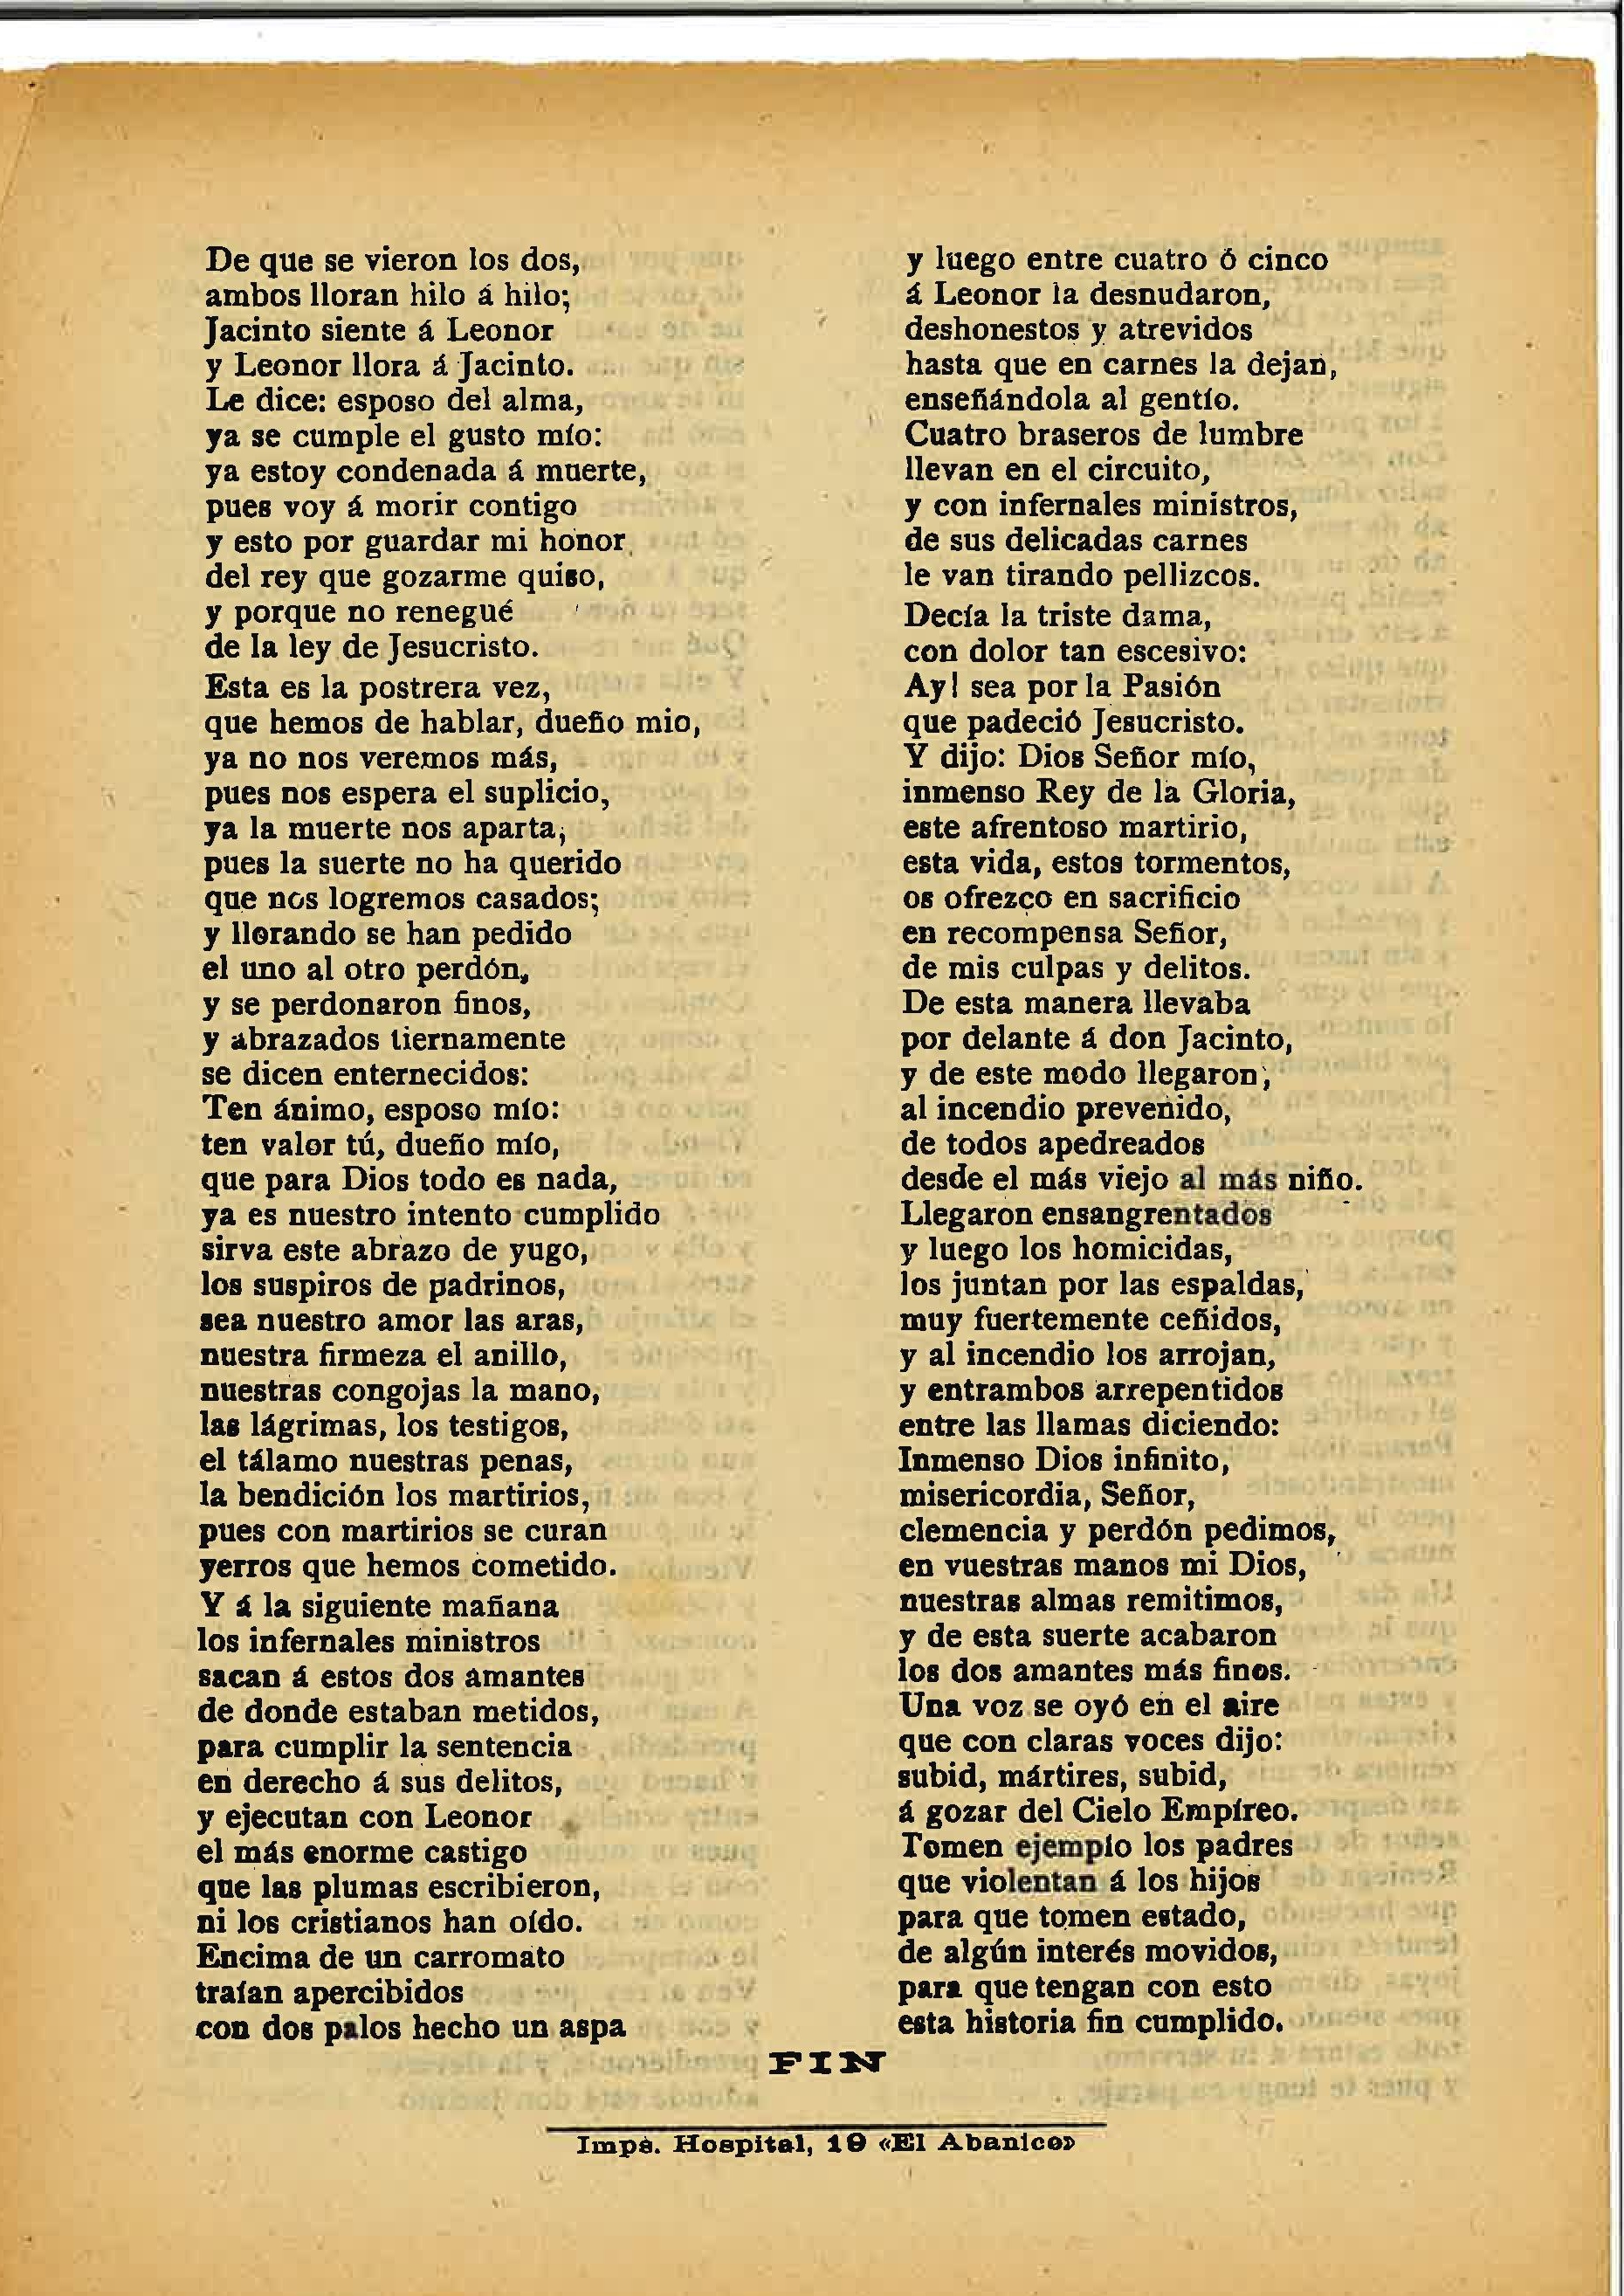 De que se vieron los dos,
ambos lloran hilo á hilo;
Jacinto siente á Leonor
y Leonor llora á Jacinto.
Le dice: esposo del alma,
ya se cumple el gusto mío:
ya estoy condenada á muerte,
pues voy á morir contigo
y esto por guardar mi honor
del rey que gozarme quiso,
y porque no renegué
de la ley de Jesucristo.
Esta es la postrera vez,
que hemos de hablar, dueño mio,
ya no nos veremos más,
pues nos espera el suplicio,
ya la muerte nos aparta,
pues la suerte no ha querido
que nos logremos casados;
y llorando se han pedido
el uno al otro perdón,
y se perdonaron finos,
y abrazados tiernamente
se dicen enternecidos:
Ten ánimo, esposo mío:
ten valor tú, dueño mío,
que para Dios todo es nada,
ya es nuestro intento cumplido
sirva este abrazo de yugo,
los suspiros de padrinos,
sea nuestro amor las aras,
nuestra firmeza el anillo,
nuestras congojas la mano,
las lágrimas, los testigos,
el tálamo nuestras penas,
la bendición los martirios,
pues con martirios se curan
yerros que hemos cometido.
Y á la siguiente mañana
los infernales ministros
sacan á estos dos amantes
de donde estaban metidos,
para cumplir la sentencia
en derecho á sus delitos,
y ejecutan con Leonor
el más enorme castigo
que las plumas escribieron,
ni los cristianos han oído.
Encima de un carromato
traían apercibidos
con dos palos hecho un aspa
y luego entre cuatro ó cinco
á Leonor la desnudaron,
deshonestos y atrevidos
hasta que en carnes la dejan,
enseñándola al gentío.
Cuatro braseros de lumbre
llevan en el circuito,
y con infernales ministros,
de sus delicadas carnes
le van tirando pellizcos.
Decía la triste dama,
con dolor tan escesivo:
Ay! sea por la Pasión
que padeció Jesucristo.
Y dijo: Dios Señor mío,
inmenso Rey de la Gloria,
este afrentoso martirio,
esta vida, estos tormentos,
os ofrezco en sacrificio
en recompensa Señor,
de mis culpas y delitos.
De esta manera llevaba
por delante á don Jacinto,
y de este modo llegaron,
al incendio prevenido,
de todos apedreados
desde el más viejo al más niño.
Llegaron ensangrentados
y luego los homicidas,
los juntan por las espaldas,
muy fuertemente ceñidos,
y al incendio los arrojan,
y entrambos arrepentidos
entre las llamas diciendo:
Inmenso Dios infinito,
misericordia, Señor,
clemencia y perdón pedimos,
en vuestras manos mi Dios,
nuestras almas remitimos,
y de esta suerte acabaron
los dos amantes más finos.
Una voz se oyó en el aire
que con claras voces dijo:
subid, mártires, subid,
á gozar del Cielo Empíreo.
Tomen ejemplo los padres
que violentan á los hijos
para que tomen estado,
de algún interés movidos,
para que tengan con esto
esta historia fin cumplido.
FIN
Imps. Hospital, 19 «El Abanico»